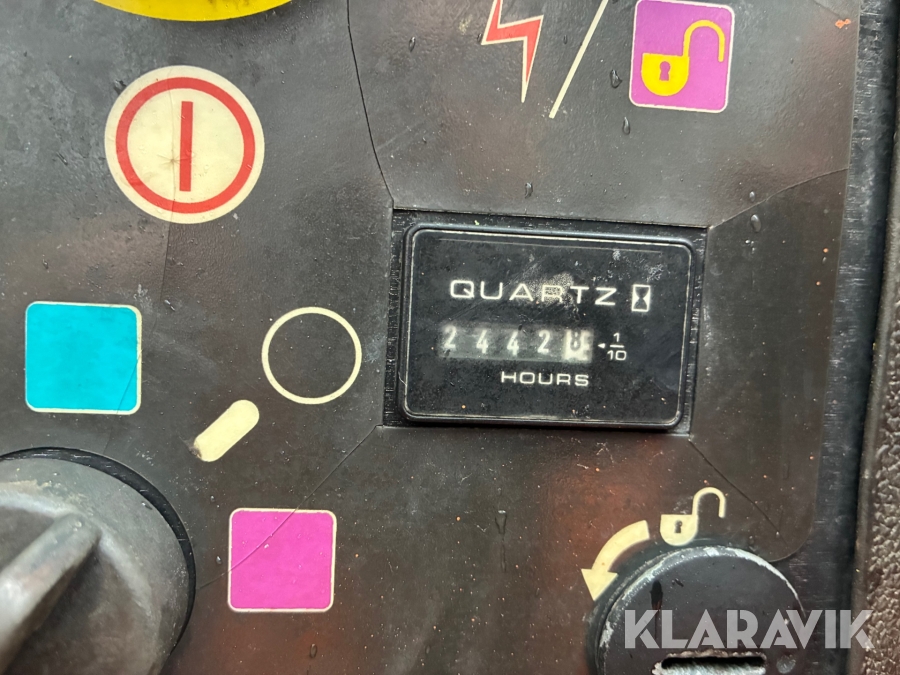 QUARTZ
2442
1/10
HOURS
KLARAVIK